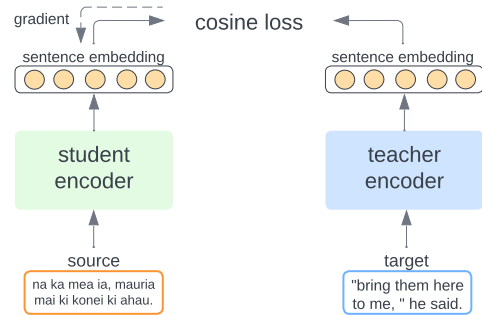 gradient
cosine loss
sentence embedding
sentence embedding
student
encoder
teacher
encoder
source
target
na ka mea ia, mauria
mai ki konei ki ahau.
"bring them here
to me, " he said.